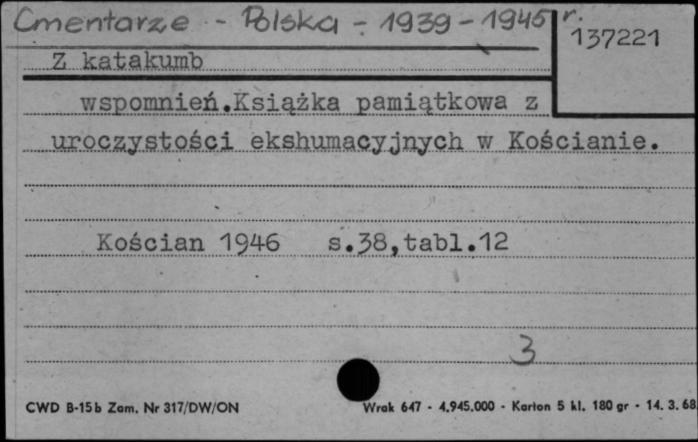 Cmentarze - Polska - 1939-1945 r.
137221
Z katakumb
wspomnień.Książka pamiątkowa z
uroczystości ekshumacyjnych w Kościanie.
Kościan 1946 s.38,tabl.12
3
CWD B-15b Zam. Nr 317/DW/ON
Wrak 647 - 4.945.000 - Karton 5 kl. 180 gr - 14. 3. 68